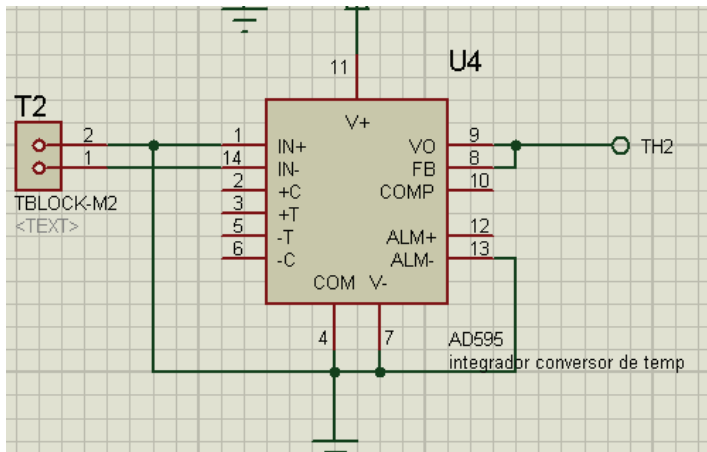 11
U4
T2
V+
2
1
1
14
2
3
5
6
IN+
IN-
+C
+T
-T
-C
VO
FB
COMP
ALM+
ALM-
9
8
10
12
13
TH2
TBLOCK-M2
<TEXT>
COM V-
4
7
AD595
integrador conversor de temp